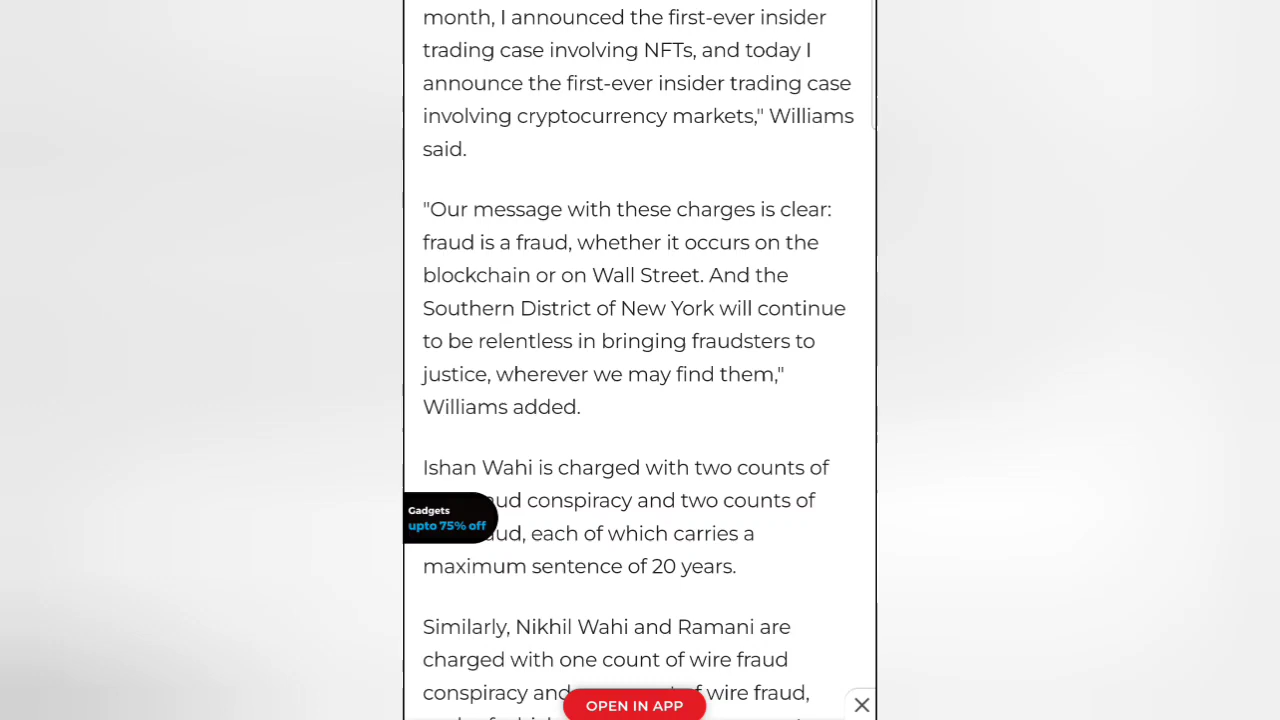 month, I announced the first-ever insider
trading case involving NFTs, and today I
announce the first-ever insider trading case
involving cryptocurrency markets," Williams
said.
"Our message with these charges is clear:
fraud is a fraud, whether it occurs on the
blockchain or on Wall Street. And the
Southern District of New York will continue
to be relentless in bringing fraudsters to
justice, wherever we may find them,"
Williams added.
Ishan Wahi is charged with two counts of
aud conspiracy and two counts of
Gadgets
upto 75% off
aud, each of which carries a
maximum sentence of 20 years.
Similarly, Nikhil Wahi and Ramani are
charged with one count of wire fraud
conspiracy and of wire fraud,
OPEN IN APP